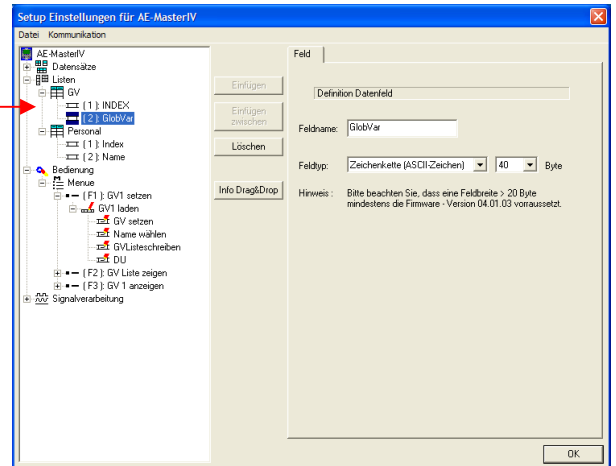 Setup Einstellungen für AE-MasterIV
Datei Kommunikation
AE-MasterIV
Datensätze
Listen
GV
( 1 ): INDEX
( 2 ): GlobVar
Personal
( 1 ): Index
( 2 ): Name
Bedienung
Menue
( F1 ): GV1 setzen
GV1 laden
GV setzen
Name wählen
GVListeschreiben
DU
( F2 ): GV Liste zeigen
( F3 ): GV 1 anzeigen
Signalverarbeitung
Einfügen
Einfügen
zwischen
Löschen
Info Drag&Drop
Feld
Definition Datenfeld
Feldname: GlobVar
Feldtyp: Zeichenkette (ASCII-Zeichen) 40 Byte
Hinweis : Bitte beachten Sie, dass eine Feldbreite > 20 Byte
mindestens die Firmware - Version 04.01.03 vorraussetzt.
OK